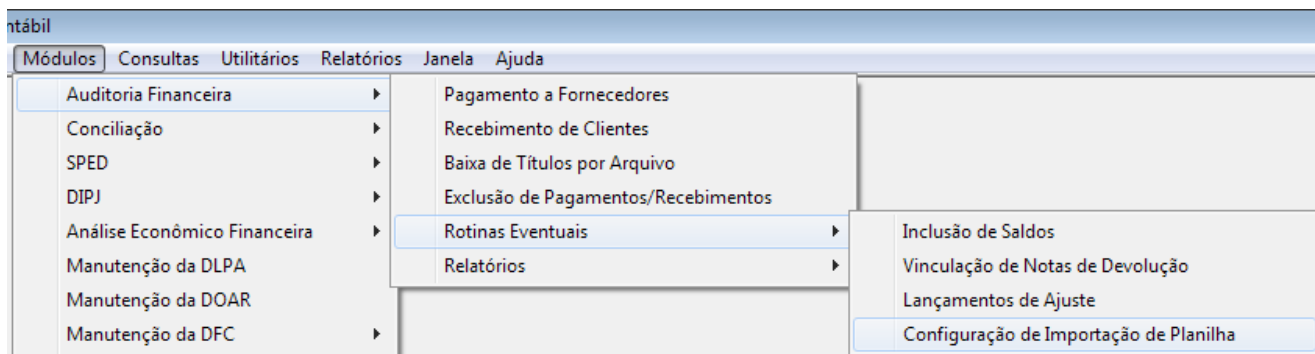 ntábil
Módulos Consultas Utilitários Relatórios Janela Ajuda
Auditoria Financeira Pagamento a Fornecedores
Conciliação Recebimento de Clientes
SPED Baixa de Títulos por Arquivo
DIPJ Exclusão de Pagamentos/Recebimentos
Análise Econômico Financeira Rotinas Eventuais Inclusão de Saldos
Manutenção da DLPA Relatórios Vinculação de Notas de Devolução
Manutenção da DOAR Lançamentos de Ajuste
Manutenção da DFC Configuração de Importação de Planilha